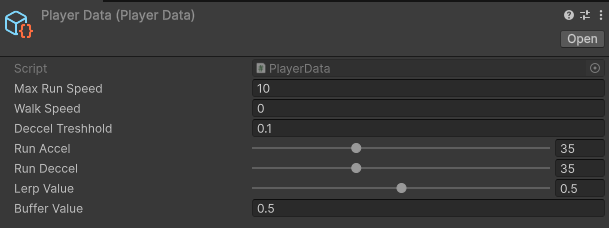 Player Data (Player Data)
Open
Script PlayerData
Max Run Speed 10
Walk Speed 0
Deccel Treshhold 0.1
Run Accel 35
Run Deccel 35
Lerp Value 0.5
Buffer Value 0.5